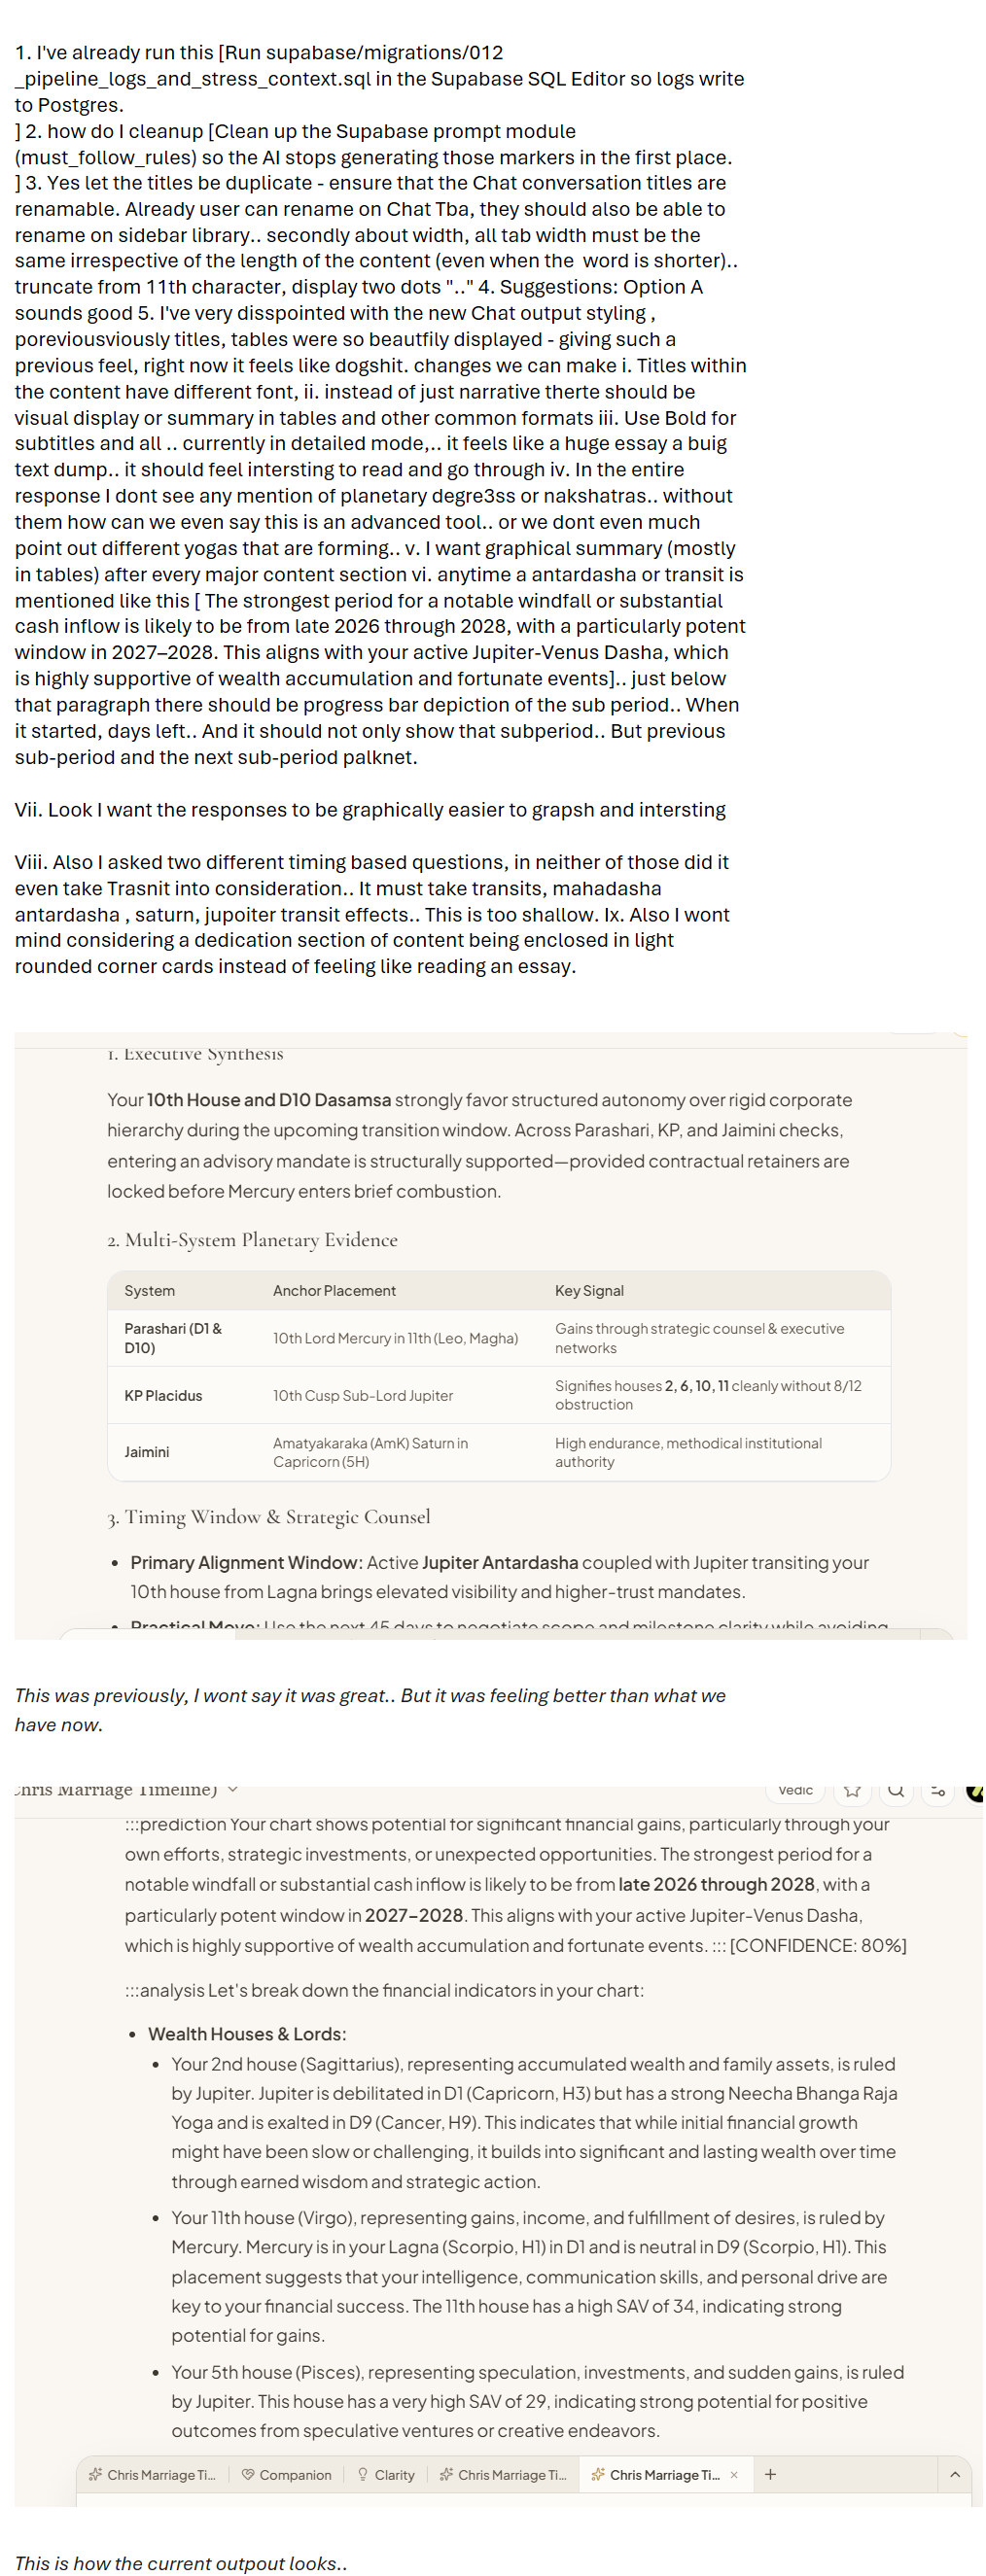 1. I've already run this [Run supabase/migrations/012
_pipeline_logs_and_stress_context.sql in the Supabase SQL Editor so logs write
to Postgres.
] 2. how do I cleanup [Clean up the Supabase prompt module
(must_follow_rules) so the AI stops generating those markers in the first place.
] 3. Yes let the titles be duplicate - ensure that the Chat conversation titles are
renamable. Already user can rename on Chat Tba, they should also be able to
rename on sidebar library.. secondly about width, all tab width must be the
same irrespective of the length of the content (even when the  word is shorter)..
truncate from 11th character, display two dots ".." 4. Suggestions: Option A
sounds good 5. I've very disspointed with the new Chat output styling ,
poreviousviously titles, tables were so beautfily displayed - giving such a
previous feel, right now it feels like dogshit. changes we can make i. Titles within
the content have different font, ii. instead of just narrative therte should be
visual display or summary in tables and other common formats iii. Use Bold for
subtitles and all .. currently in detailed mode,.. it feels like a huge essay a buig
text dump.. it should feel intersting to read and go through iv. In the entire
response I dont see any mention of planetary degre3ss or nakshatras.. without
them how can we even say this is an advanced tool.. or we dont even much
point out different yogas that are forming.. v. I want graphical summary (mostly
in tables) after every major content section vi. anytime a antardasha or transit is
mentioned like this [ The strongest period for a notable windfall or substantial
cash inflow is likely to be from late 2026 through 2028, with a particularly potent
window in 2027–2028. This aligns with your active Jupiter-Venus Dasha, which
is highly supportive of wealth accumulation and fortunate events].. just below
that paragraph there should be progress bar depiction of the sub period.. When
it started, days left.. And it should not only show that subperiod.. But previous
sub-period and the next sub-period palknet.
Vii. Look I want the responses to be graphically easier to grapsh and intersting
Viii. Also I asked two different timing based questions, in neither of those did it
even take Trasnit into consideration.. It must take transits, mahadasha
antardasha , saturn, jupoiter transit effects.. This is too shallow. Ix. Also I wont
mind considering a dedication section of content being enclosed in light
rounded corner cards instead of feeling like reading an essay.
1. Executive Synthesis
Your 10th House and D10 Dasamsa strongly favor structured autonomy over rigid corporate
hierarchy during the upcoming transition window. Across Parashari, KP, and Jaimini checks,
entering an advisory mandate is structurally supported—provided contractual retainers are
locked before Mercury enters brief combustion.
2. Multi-System Planetary Evidence
System Anchor Placement Key Signal
Parashari (D1 &
D10) 10th Lord Mercury in 11th (Leo, Magha) Gains through strategic counsel & executive
networks
KP Placidus 10th Cusp Sub-Lord Jupiter Signifies houses 2, 6, 10, 11 cleanly without 8/12
obstruction
Jaimini Amatyakaraka (AmK) Saturn in
Capricorn (5H) High endurance, methodical institutional
authority
3. Timing Window & Strategic Counsel
• Primary Alignment Window: Active Jupiter Antardasha coupled with Jupiter transiting your
10th house from Lagna brings elevated visibility and higher-trust mandates.
• Practical Move: Use the next 45 days to negotiate scope and milestone clarity while avoiding
This was previously, I wont say it was great.. But it was feeling better than what we
have now.
Chris Marriage Timeline) Vedic
:::prediction Your chart shows potential for significant financial gains, particularly through your
own efforts, strategic investments, or unexpected opportunities. The strongest period for a
notable windfall or substantial cash inflow is likely to be from late 2026 through 2028, with a
particularly potent window in 2027–2028. This aligns with your active Jupiter-Venus Dasha,
which is highly supportive of wealth accumulation and fortunate events. ::: [CONFIDENCE: 80%]
:::analysis Let's break down the financial indicators in your chart:
• Wealth Houses & Lords:
• Your 2nd house (Sagittarius), representing accumulated wealth and family assets, is ruled
by Jupiter. Jupiter is debilitated in D1 (Capricorn, H3) but has a strong Neecha Bhanga Raja
Yoga and is exalted in D9 (Cancer, H9). This indicates that while initial financial growth
might have been slow or challenging, it builds into significant and lasting wealth over time
through earned wisdom and strategic action.
• Your 11th house (Virgo), representing gains, income, and fulfillment of desires, is ruled by
Mercury. Mercury is in your Lagna (Scorpio, H1) in D1 and is neutral in D9 (Scorpio, H1). This
placement suggests that your intelligence, communication skills, and personal drive are
key to your financial success. The 11th house has a high SAV of 34, indicating strong
potential for gains.
• Your 5th house (Pisces), representing speculation, investments, and sudden gains, is ruled
by Jupiter. This house has a very high SAV of 29, indicating strong potential for positive
outcomes from speculative ventures or creative endeavors.
Chris Marriage Ti... Companion Clarity Chris Marriage Ti... Chris Marriage Ti... × +
This is how the current outpout looks..